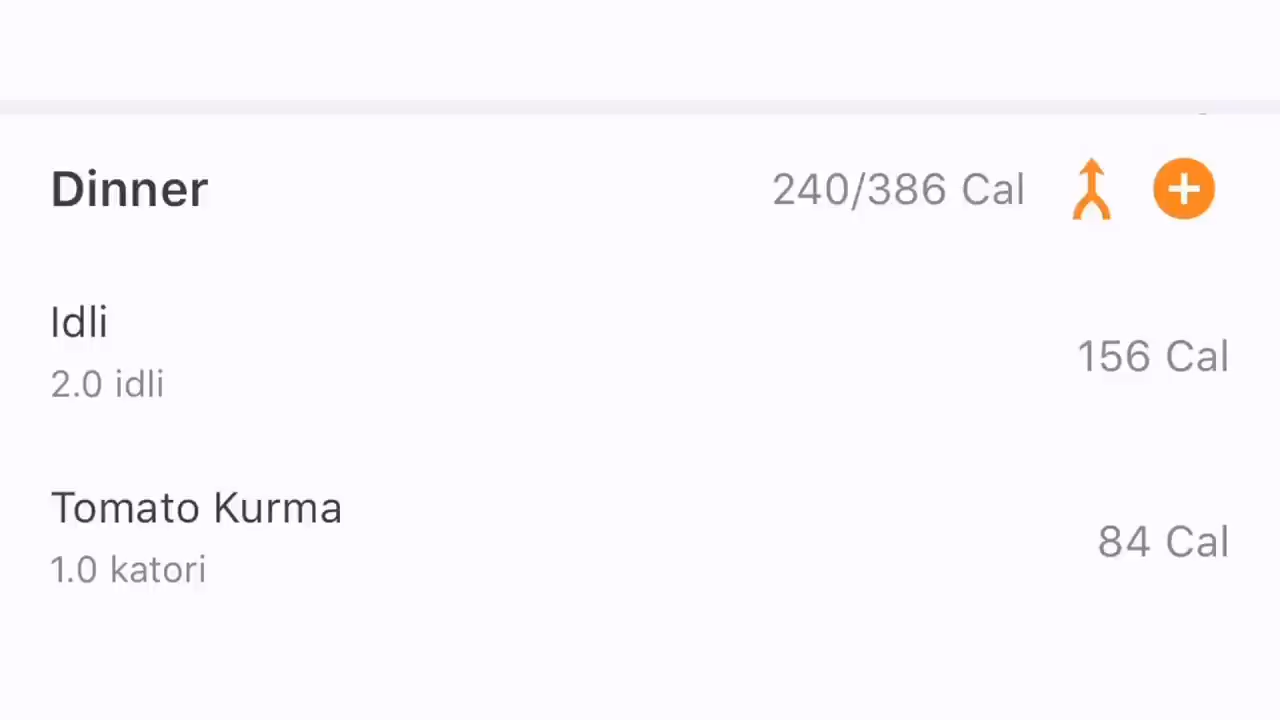 Dinner 240/386 Cal
Idli
2.0 idli
156 Cal
Tomato Kurma
1.0 katori
84 Cal